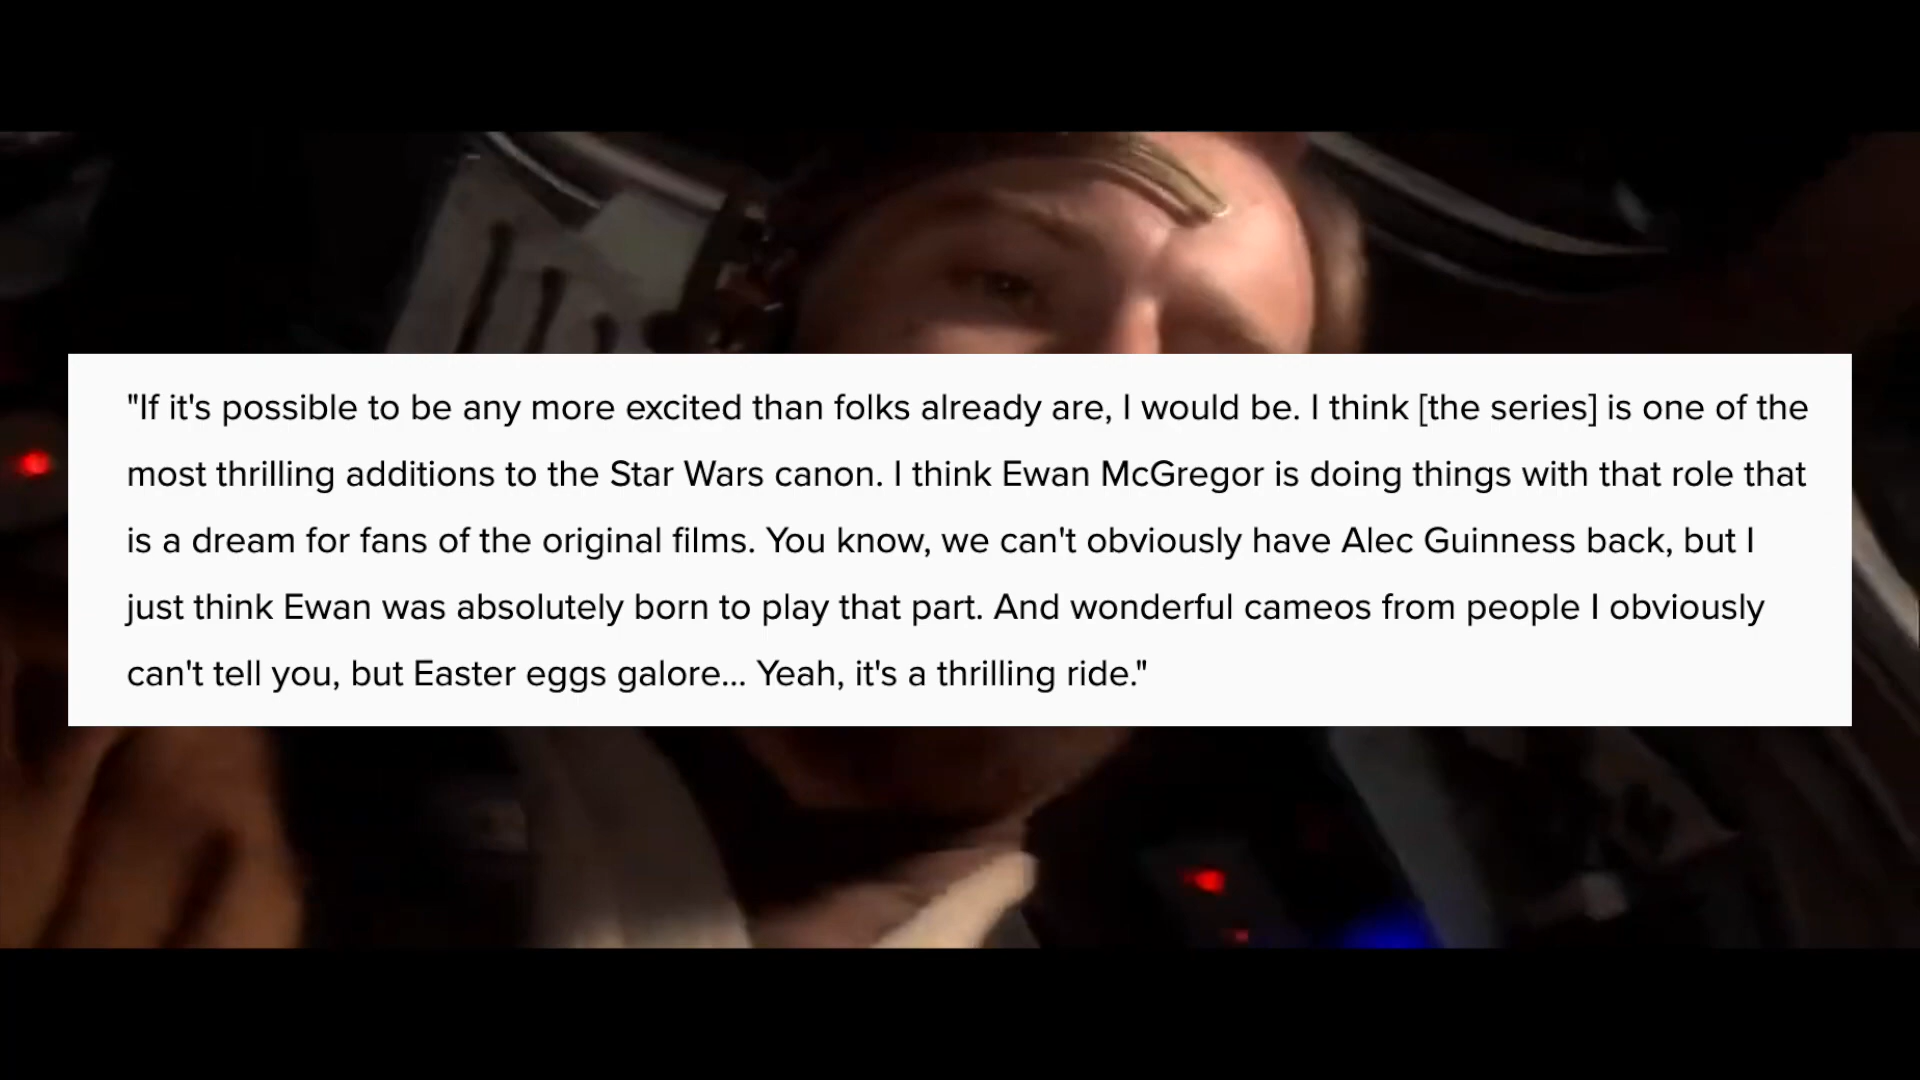 "If it's possible to be any more excited than folks already are, I would be. I think [the series] is one of the
most thrilling additions to the Star Wars canon. I think Ewan McGregor is doing things with that role that
is a dream for fans of the original films. You know, we can't obviously have Alec Guinness back, but I
just think Ewan was absolutely born to play that part. And wonderful cameos from people I obviously
can't tell you, but Easter eggs galore... Yeah, it's a thrilling ride."